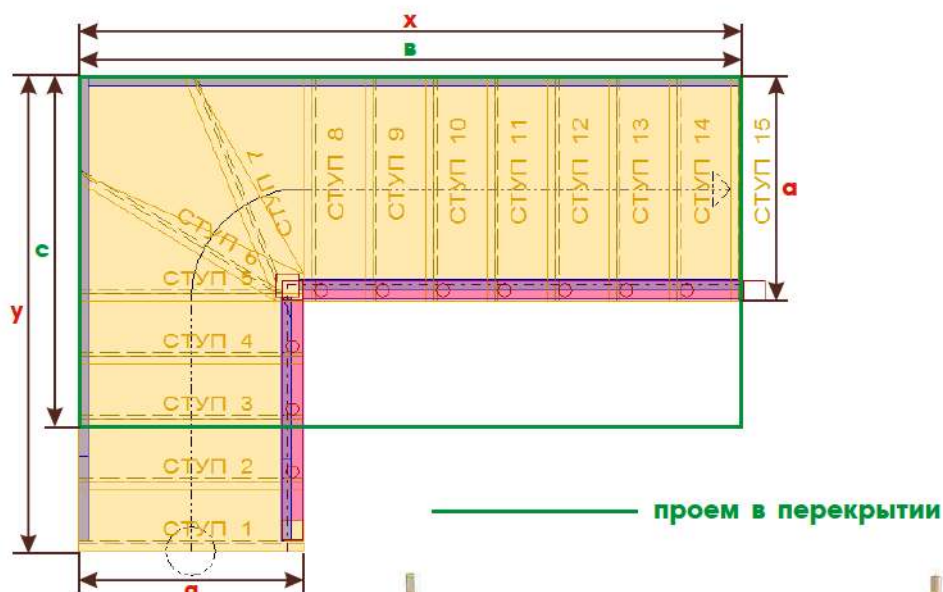 x
в
СТУП 8
СТУП 9
СТУП 10
СТУП 11
СТУП 12
СТУП 13
СТУП 14
СТУП 15
a
СТУП 7
СТУП 6
c
СТУП 5
y
СТУП 4
СТУП 3
СТУП 2
СТУП 1
проем в перекрытии
a